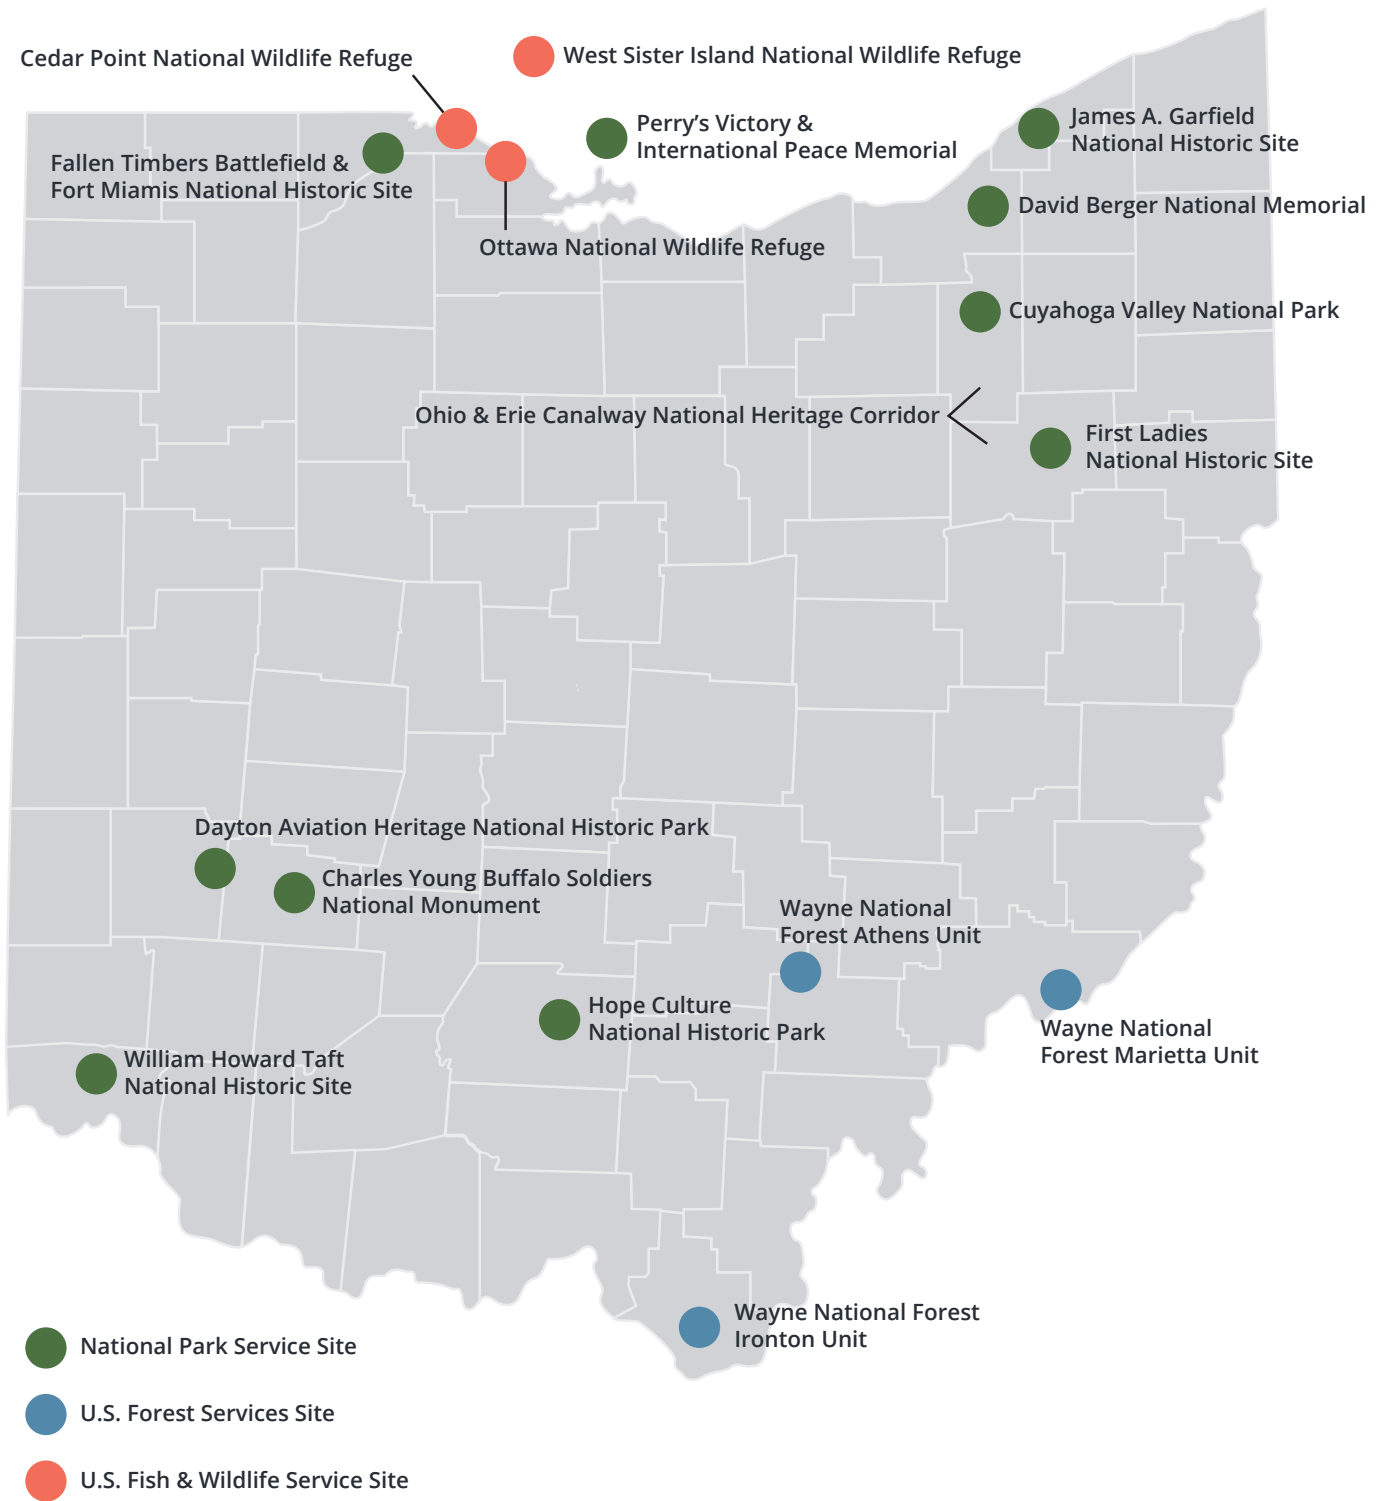 Cedar Point National Wildlife Refuge
West Sister Island National Wildlife Refuge
Perry’s Victory &
International Peace Memorial
James A. Garfield
National Historic Site
Fallen Timbers Battlefield &
Fort Miamis National Historic Site
David Berger National Memorial
Ottawa National Wildlife Refuge
Cuyahoga Valley National Park
Ohio & Erie Canalway National Heritage Corridor
First Ladies
National Historic Site
Dayton Aviation Heritage National Historic Park
Charles Young Buffalo Soldiers
National Monument
Wayne National
Forest Athens Unit
Hope Culture
National Historic Park
Wayne National
Forest Marietta Unit
William Howard Taft
National Historic Site
Wayne National Forest
Ironton Unit
National Park Service Site
U.S. Forest Services Site
U.S. Fish & Wildlife Service Site